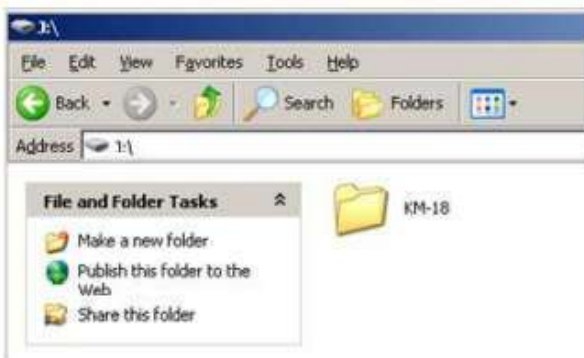 J:\
File Edit View Favorites Tools Help
Back Search Folders
Address J:\
File and Folder Tasks
Make a new folder
Publish this folder to the
Web
Share this folder
KM-18